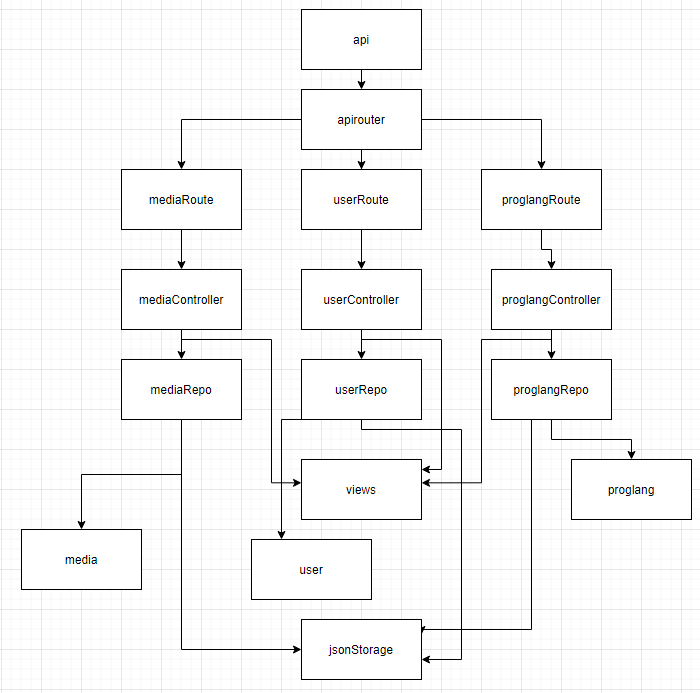 api
apirouter
mediaRoute
userRoute
proglangRoute
mediaController
userController
proglangController
mediaRepo
userRepo
proglangRepo
views
proglang
media
user
jsonStorage